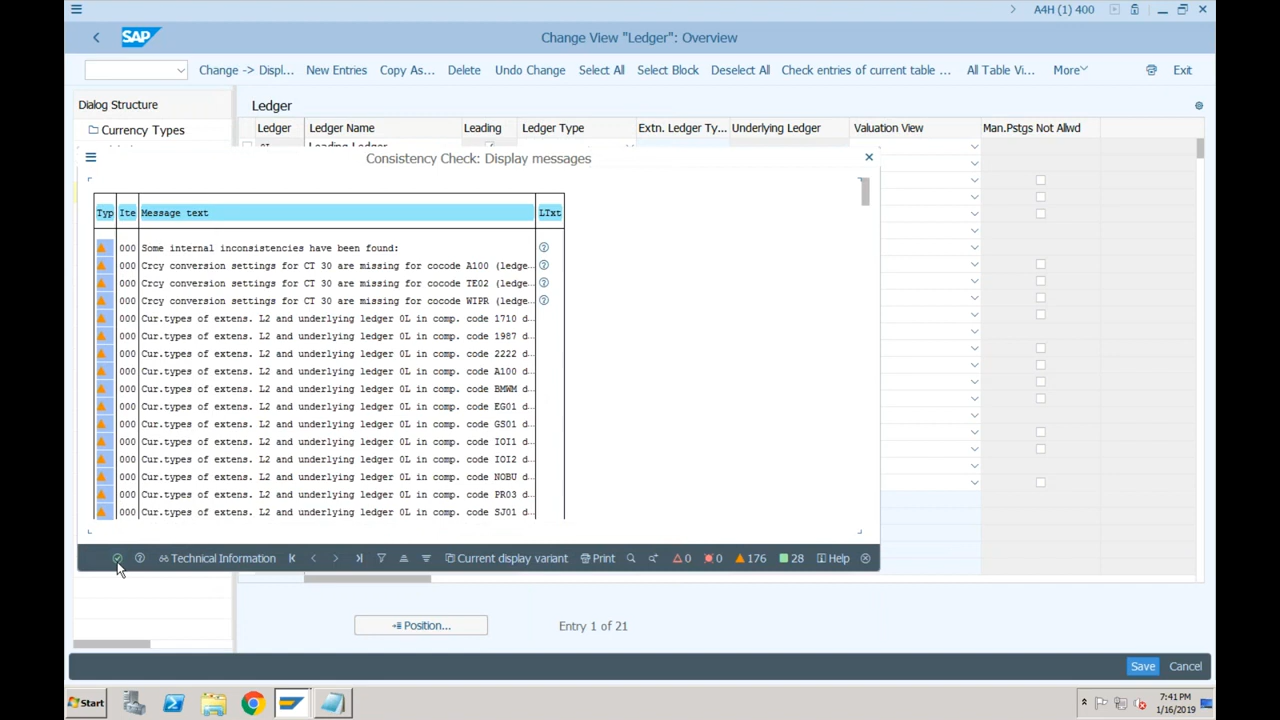 A4H (1) 400
SAP
Change View "Ledger": Overview
Change -> Displ... New Entries Copy As... Delete Undo Change Select All Select Block Deselect All Check entries of current table ... All Table Vi... More Exit
Dialog Structure
Currency Types
Ledger
Ledger Ledger Name Leading Ledger Type Extn. Ledger Ty... Underlying Ledger Valuation View Man.Pstgs Not Allwd
Consistency Check: Display messages
Typ Ite Message text LTxt
000 Some internal inconsistencies have been found:
000 Crcy conversion settings for CT 30 are missing for cocode A100 (ledge...
000 Crcy conversion settings for CT 30 are missing for cocode TE02 (ledge...
000 Crcy conversion settings for CT 30 are missing for cocode WIPR (ledge...
000 Cur.types of extens. L2 and underlying ledger 0L in comp. code 1710 d...
000 Cur.types of extens. L2 and underlying ledger 0L in comp. code 1987 d...
000 Cur.types of extens. L2 and underlying ledger 0L in comp. code 2222 d...
000 Cur.types of extens. L2 and underlying ledger 0L in comp. code A100 d...
000 Cur.types of extens. L2 and underlying ledger 0L in comp. code BMWM d...
000 Cur.types of extens. L2 and underlying ledger 0L in comp. code EG01 d...
000 Cur.types of extens. L2 and underlying ledger 0L in comp. code GS01 d...
000 Cur.types of extens. L2 and underlying ledger 0L in comp. code IOI1 d...
000 Cur.types of extens. L2 and underlying ledger 0L in comp. code IOI2 d...
000 Cur.types of extens. L2 and underlying ledger 0L in comp. code NOBU d...
000 Cur.types of extens. L2 and underlying ledger 0L in comp. code PR03 d...
000 Cur.types of extens. L2 and underlying ledger 0L in comp. code SJ01 d...
Technical Information Current display variant Print 0 0 176 28 Help
Position... Entry 1 of 21
Save Cancel
Start 7:41 PM
1/16/2019